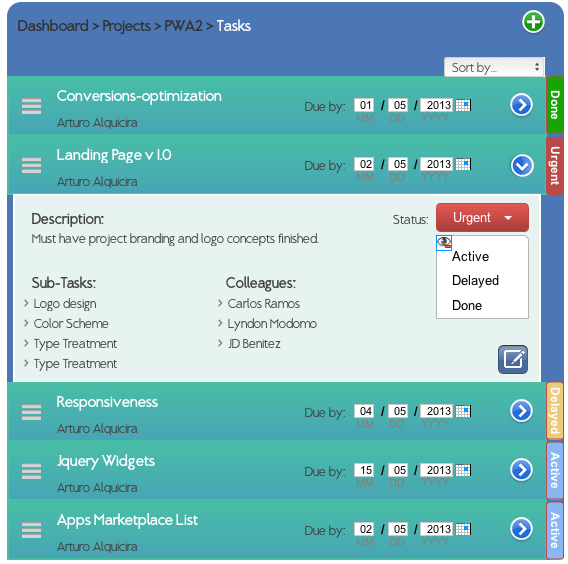 Dashboard > Projects > PWA2 > Tasks
Sort by...
Conversions-optimization
Due by: 01 / 05 / 2013
MM DD YYYY
Arturo Alquicira
Done
Landing Page v 1.0
Due by: 02 / 05 / 2013
MM DD YYYY
Arturo Alquicira
Urgent
Description:
Status: Urgent
Must have project branding and logo concepts finished.
Active
Delayed
Done
Sub-Tasks:
Logo design
Color Scheme
Type Treatment
Type Treatment
Colleagues:
Carlos Ramos
Lyndon Modomo
JD Benitez
Responsiveness
Due by: 04 / 05 / 2013
MM DD YYYY
Arturo Alquicira
Delayed
Jquery Widgets
Due by: 15 / 05 / 2013
MM DD YYYY
Arturo Alquicira
Active
Apps Marketplace List
Due by: 02 / 05 / 2013
MM DD YYYY
Arturo Alquicira
Active